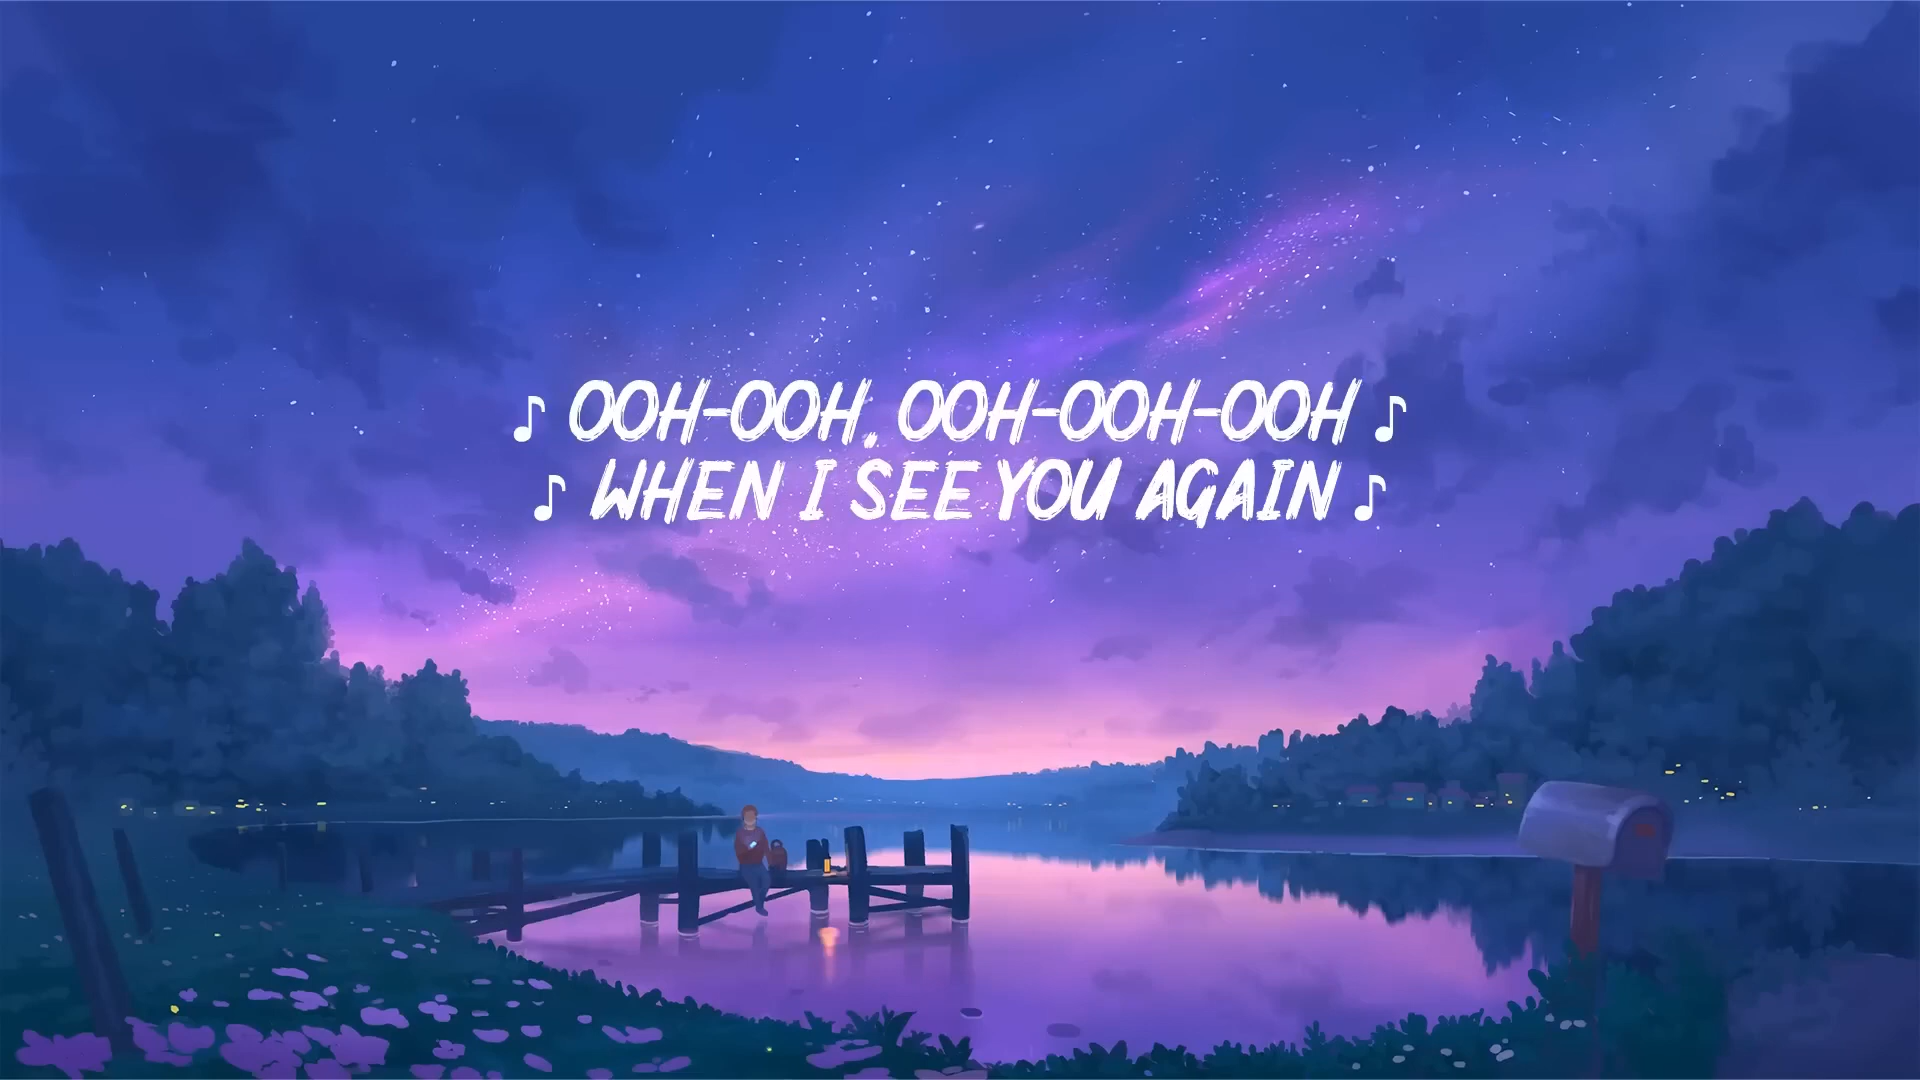 ♪ OOH-OOH, OOH-OOH-OOH ♪
♪ WHEN I SEE YOU AGAIN ♪